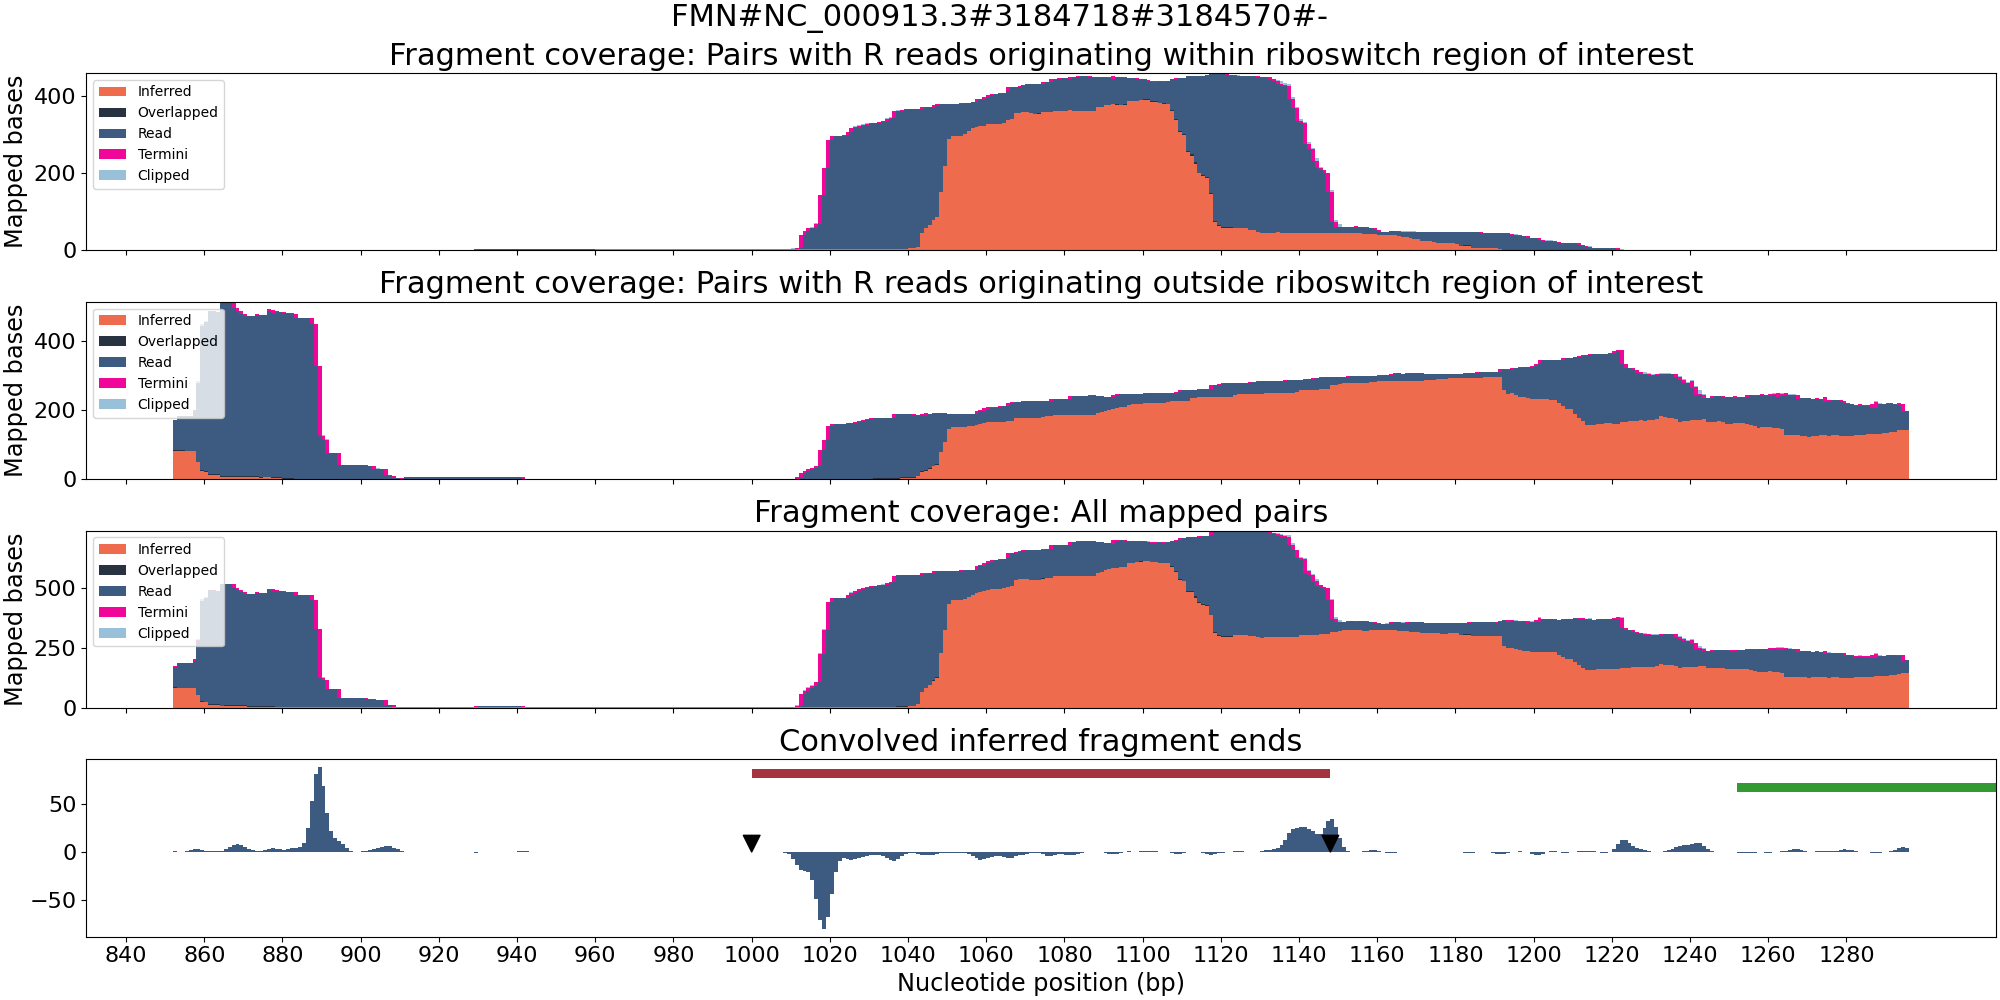 FMN#NC_000913.3#3184718#3184570#-
Fragment coverage: Pairs with R reads originating within riboswitch region of interest
Mapped bases
400
200
0
Inferred
Overlapped
Read
Termini
Clipped
Fragment coverage: Pairs with R reads originating outside riboswitch region of interest
Mapped bases
400
200
0
Inferred
Overlapped
Read
Termini
Clipped
Fragment coverage: All mapped pairs
Mapped bases
500
250
0
Inferred
Overlapped
Read
Termini
Clipped
Convolved inferred fragment ends
50
0
−50
840 860 880 900 920 940 960 980 1000 1020 1040 1060 1080 1100 1120 1140 1160 1180 1200 1220 1240 1260 1280
Nucleotide position (bp)